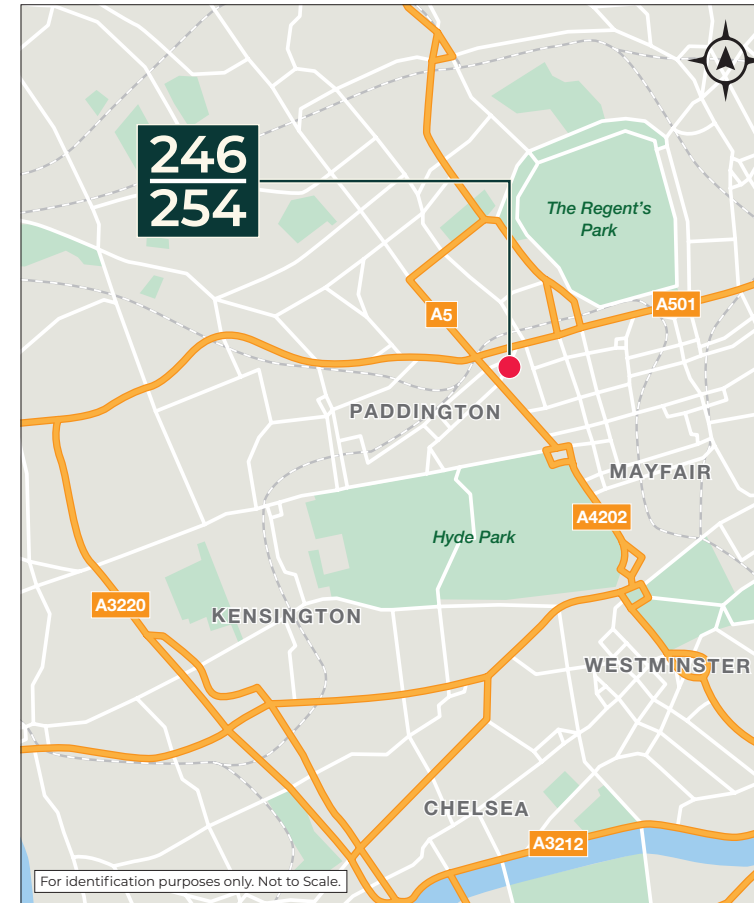 246
254
The Regent's
Park
A501
A5
PADDINGTON
MAYFAIR
A4202
Hyde Park
A3220
KENSINGTON
WESTMINSTER
CHELSEA
A3212
For identification purposes only. Not to Scale.